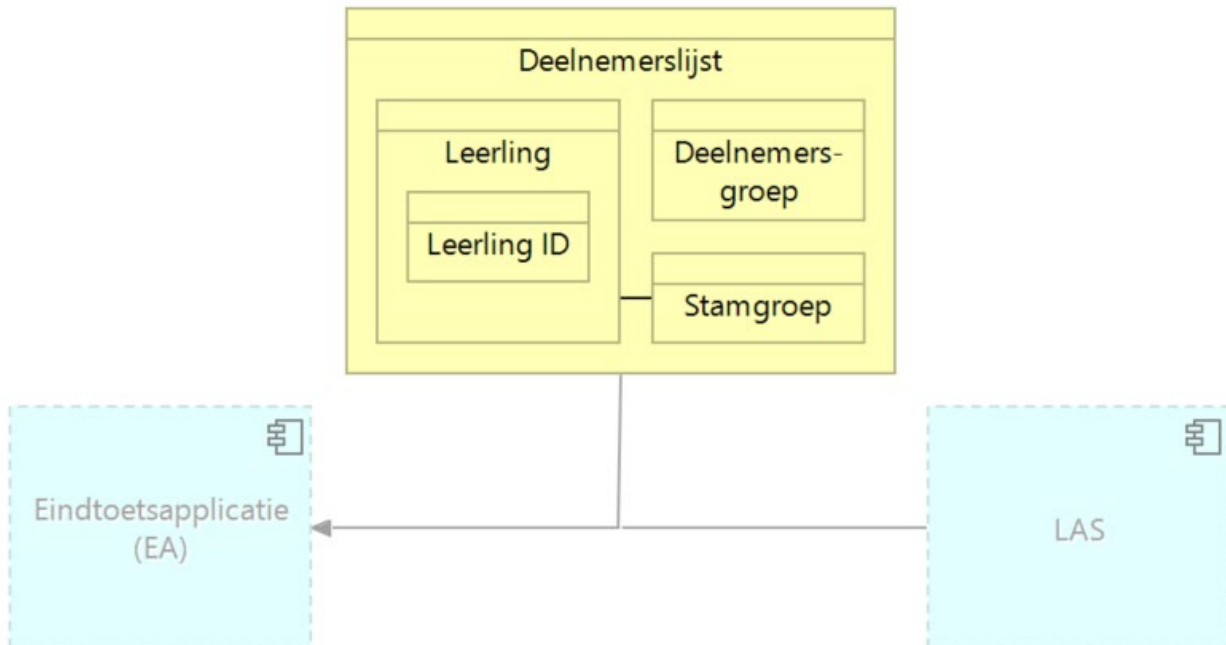 Deelnemerslijst
Leerling
Deelnemers-
groep
Leerling ID
Stamgroep
Eindtoetsapplicatie
(EA)
LAS